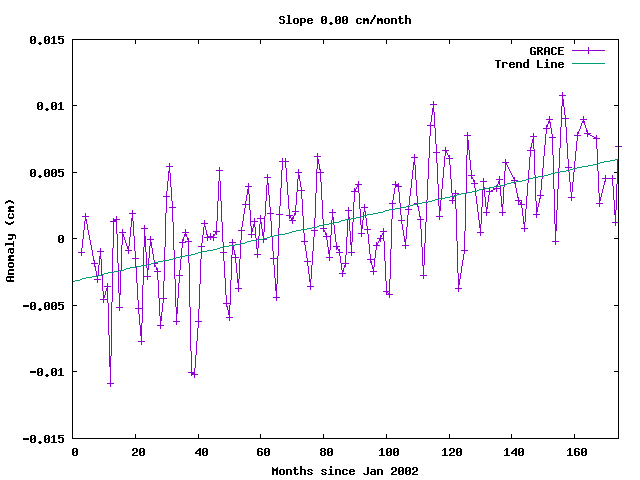 Slope 0.00 cm/month
0.015
0.01
0.005
0
-0.005
-0.01
-0.015
Anomaly (cm)
GRACE
Trend Line
0 20 40 60 80 100 120 140 160
Months since Jan 2002